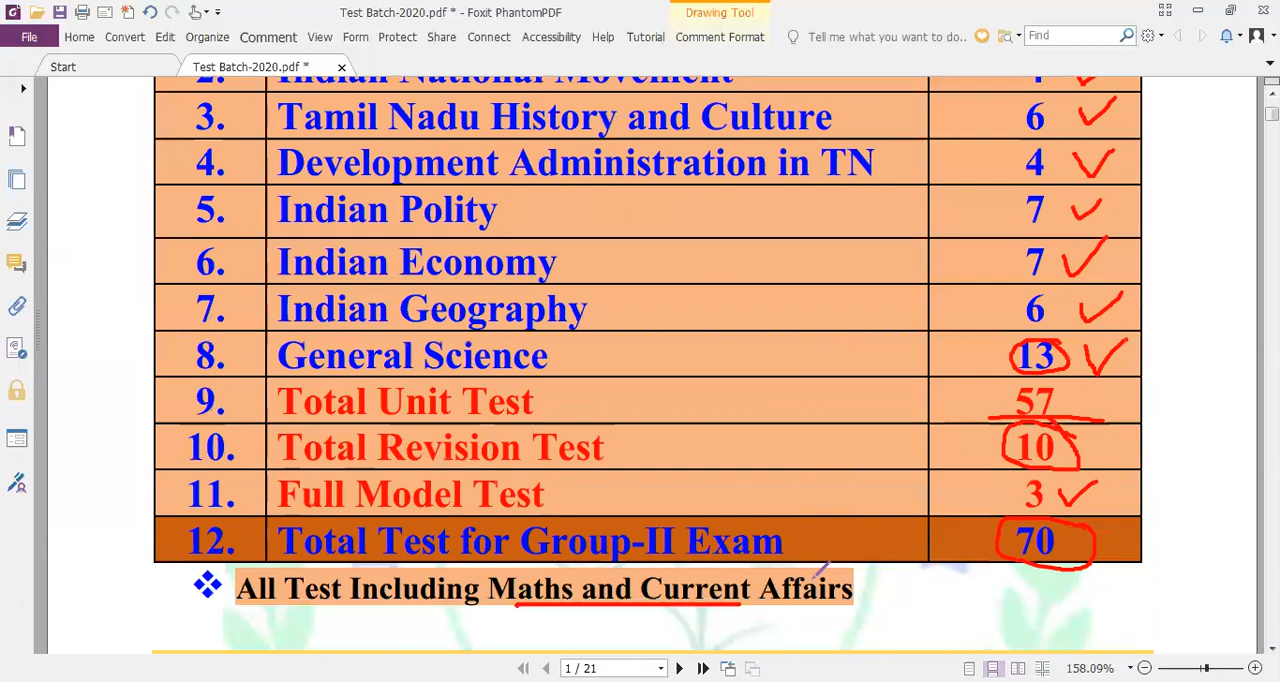 Test Batch-2020.pdf * - Foxit PhantomPDF
Drawing Tool
File Home Convert Edit Organize Comment View Form Protect Share Connect Accessibility Help Tutorial Comment Format Tell me what you want to do.. Find
Start Test Batch-2020.pdf *
2. Indian National Movement 4
3. Tamil Nadu History and Culture 6
4. Development Administration in TN 4
5. Indian Polity 7
6. Indian Economy 7
7. Indian Geography 6
8. General Science 13
9. Total Unit Test 57
10. Total Revision Test 10
11. Full Model Test 3
12. Total Test for Group-II Exam 70
All Test Including Maths and Current Affairs
1 / 21 158.09%